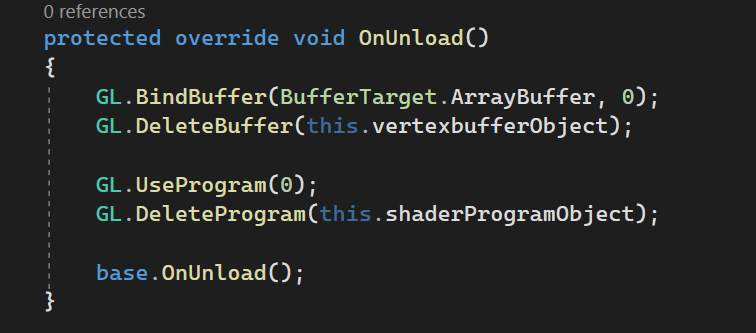 0 references
protected override void OnUnload()
{
GL.BindBuffer(BufferTarget.ArrayBuffer, 0);
GL.DeleteBuffer(this.vertexbufferObject);
GL.UseProgram(0);
GL.DeleteProgram(this.shaderProgramObject);
base.OnUnload();
}